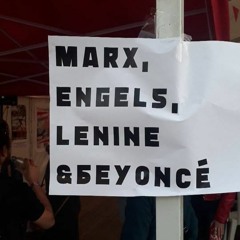 MARX,
ENGELS,
LENINE
&BEYONCÉ